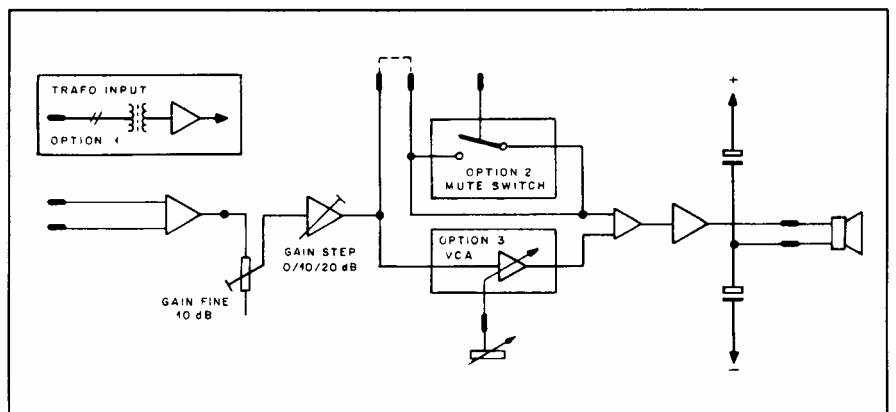 TRAFO INPUT
OPTION 1
GAIN FINE
10 dB
GAIN STEP
0/10/20 dB
OPTION 2
MUTE SWITCH
OPTION 3
VCA
+
−